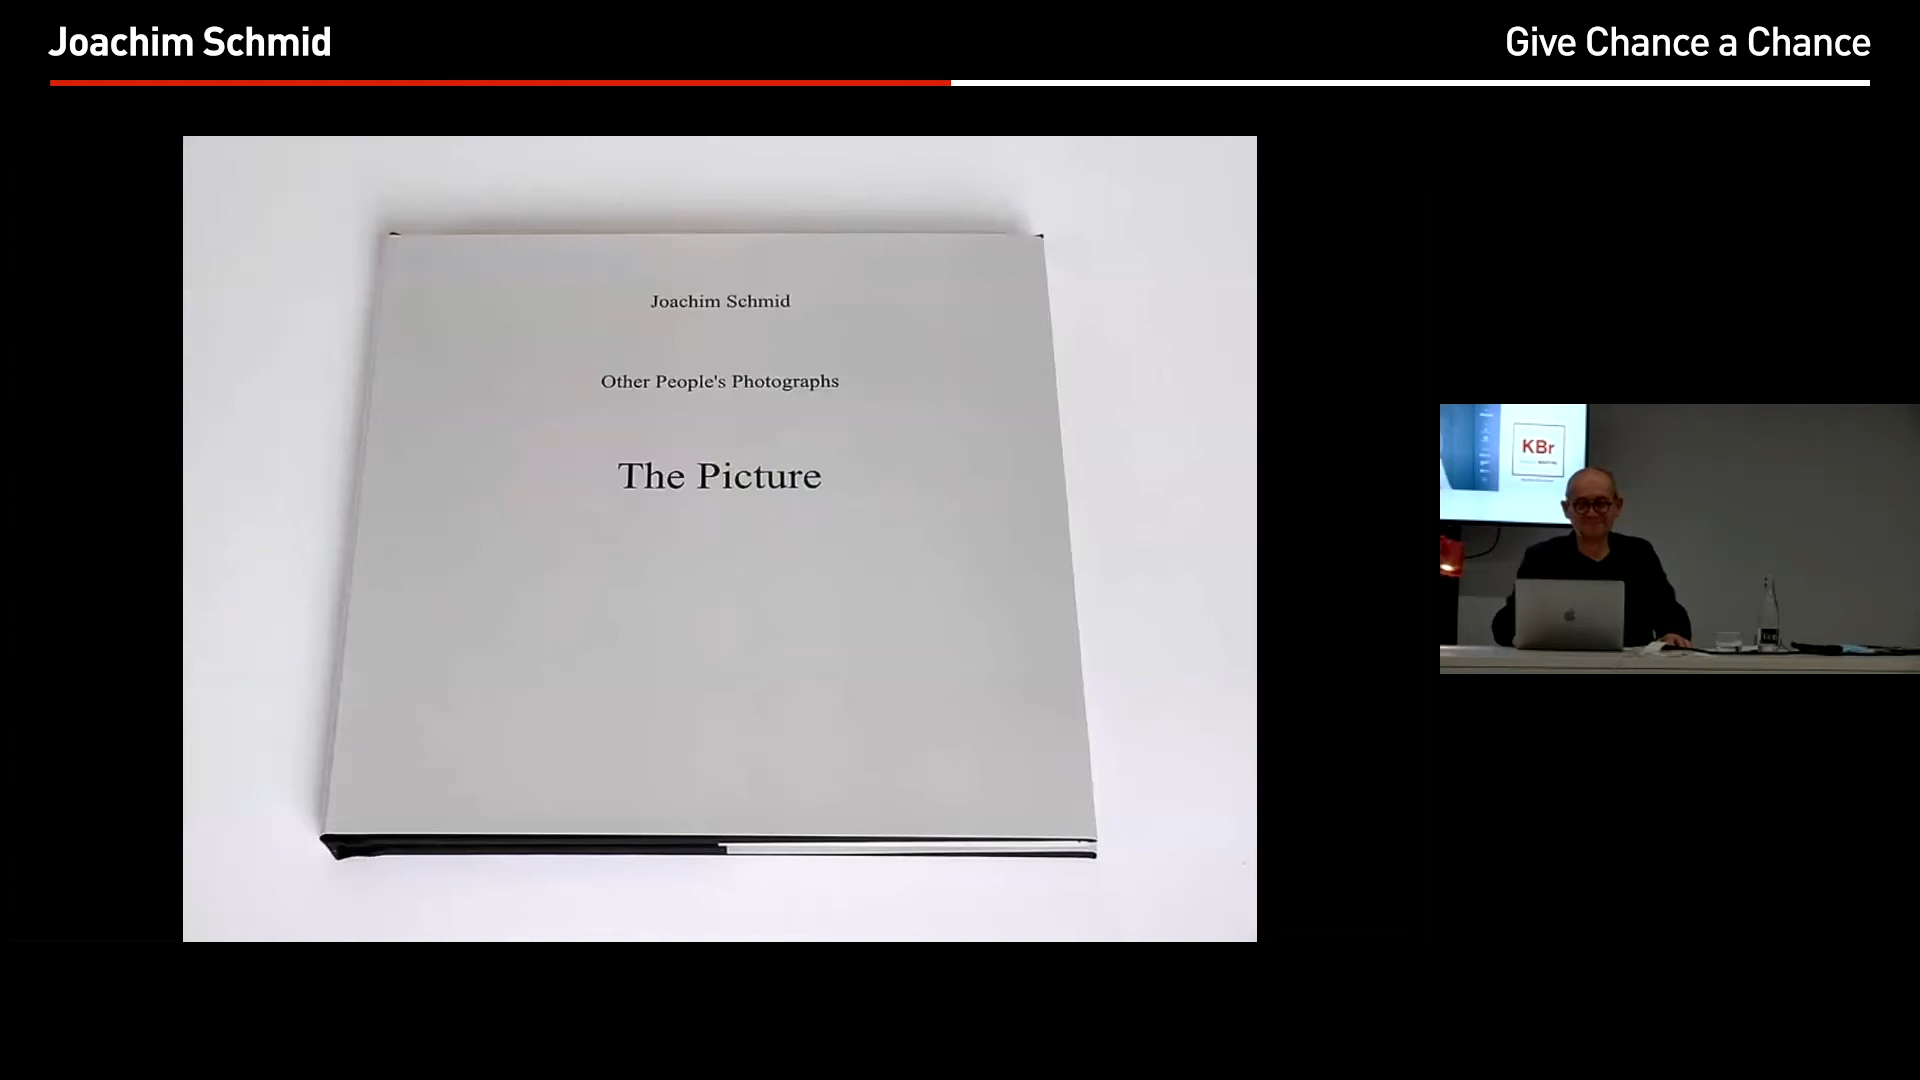 Joachim Schmid
Give Chance a Chance
Joachim Schmid
Other People's Photographs
The Picture
KBr